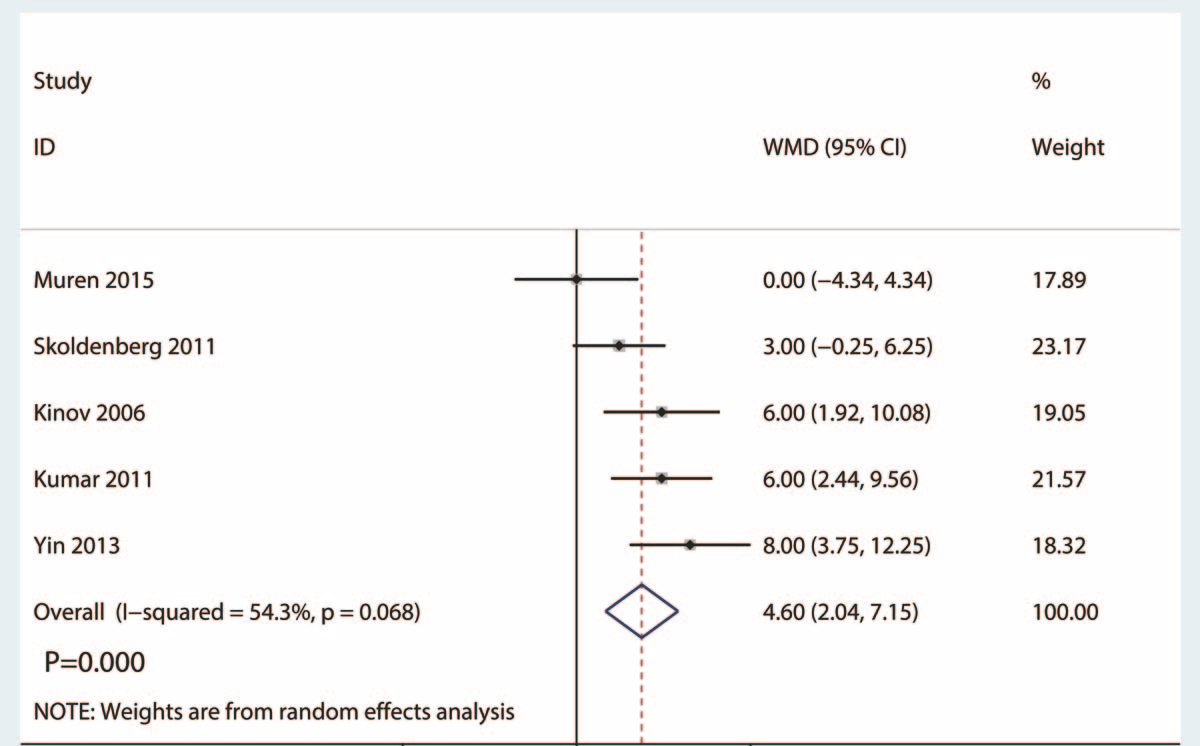 Study %
ID WMD (95% CI) Weight
Muren 2015 0.00 (−4.34, 4.34) 17.89
Skoldenberg 2011 3.00 (−0.25, 6.25) 23.17
Kinov 2006 6.00 (1.92, 10.08) 19.05
Kumar 2011 6.00 (2.44, 9.56) 21.57
Yin 2013 8.00 (3.75, 12.25) 18.32
Overall (I−squared = 54.3%, p = 0.068) 4.60 (2.04, 7.15) 100.00
P=0.000
NOTE: Weights are from random effects analysis